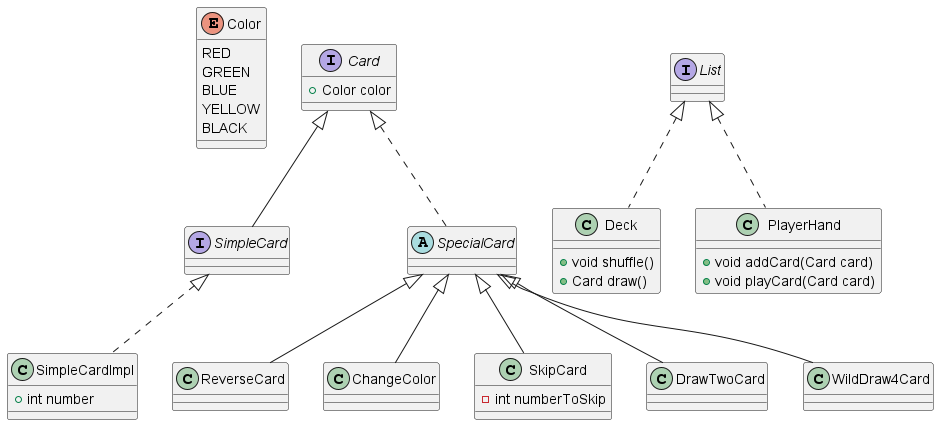 E Color
RED
GREEN
BLUE
YELLOW
BLACK
I Card
Color color
I List
I SimpleCard
A SpecialCard
C Deck
void shuffle()
Card draw()
C PlayerHand
void addCard(Card card)
void playCard(Card card)
C SimpleCardImpl
int number
C ReverseCard
C ChangeColor
C SkipCard
int numberToSkip
C DrawTwoCard
C WildDraw4Card